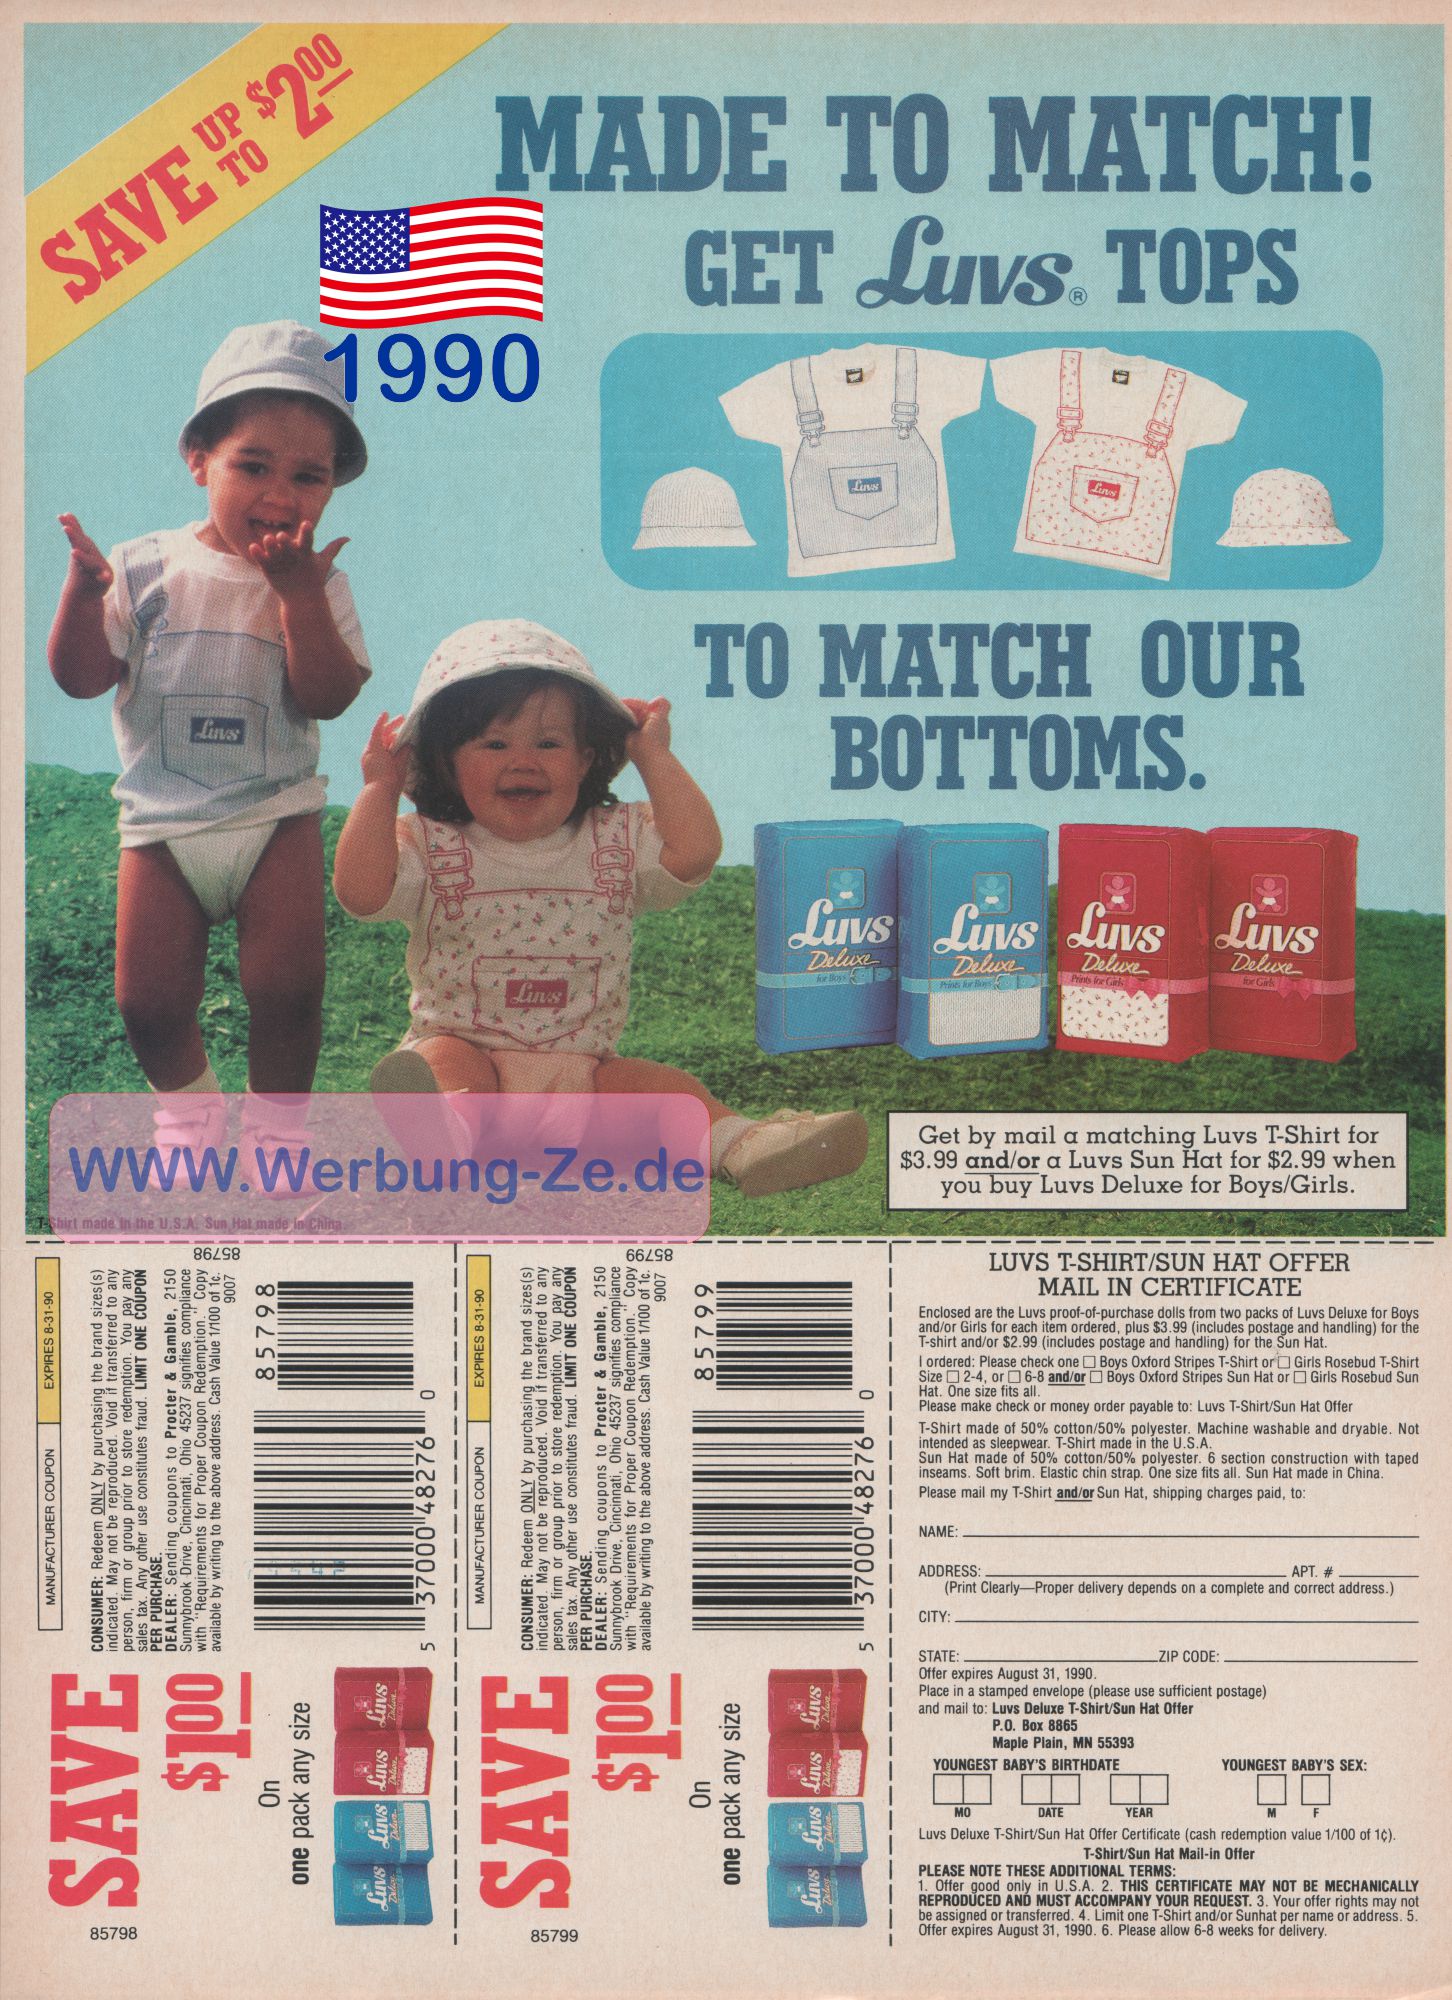 SAVE UP TO $2.00
MADE TO MATCH!
GET Luvs® TOPS
1990
Luvs
Luvs
TO MATCH OUR
BOTTOMS.
Luvs
Luvs
Luvs
Deluxe
for Boys
Luvs
Deluxe
Prints for Boys
Luvs
Deluxe
Prints for Girls
Luvs
Deluxe
for Girls
Get by mail a matching Luvs T-Shirt for
$3.99 and/or a Luvs Sun Hat for $2.99 when
you buy Luvs Deluxe for Boys/Girls.
WWW.Werbung-Ze.de
T-Shirt made in the U.S.A. Sun Hat made in China.
MANUFACTURER COUPON
EXPIRES 8-31-90
CONSUMER: Redeem ONLY by purchasing the brand sizes(s)
indicated. May not be reproduced. Void if transferred to any
person, firm or group prior to store redemption. You pay any
sales tax. Any other use constitutes fraud. LIMIT ONE COUPON
PER PURCHASE.
DEALER: Sending coupons to Procter & Gamble, 2150
Sunnybrook Drive, Cincinnati, Ohio 45237 signifies compliance
with "Requirements for Proper Coupon Redemption." Copy
available by writing to the above address. Cash Value 1/100 of 1¢.
9007
85798
85798
5 37000 48276 0
SAVE
$1.00
On
one pack any size
Luvs
Deluxe
Luvs
Deluxe
Luvs
Deluxe
Luvs
Deluxe
85798
MANUFACTURER COUPON
EXPIRES 8-31-90
CONSUMER: Redeem ONLY by purchasing the brand sizes(s)
indicated. May not be reproduced. Void if transferred to any
person, firm or group prior to store redemption. You pay any
sales tax. Any other use constitutes fraud. LIMIT ONE COUPON
PER PURCHASE.
DEALER: Sending coupons to Procter & Gamble, 2150
Sunnybrook Drive, Cincinnati, Ohio 45237 signifies compliance
with "Requirements for Proper Coupon Redemption." Copy
available by writing to the above address. Cash Value 1/100 of 1¢.
9007
85799
85799
5 37000 48276 0
SAVE
$1.00
On
one pack any size
Luvs
Deluxe
Luvs
Deluxe
Luvs
Deluxe
Luvs
Deluxe
85799
LUVS T-SHIRT/SUN HAT OFFER
MAIL IN CERTIFICATE
Enclosed are the Luvs proof-of-purchase dolls from two packs of Luvs Deluxe for Boys
and/or Girls for each item ordered, plus $3.99 (includes postage and handling) for the
T-shirt and/or $2.99 (includes postage and handling) for the Sun Hat.
I ordered: Please check one □ Boys Oxford Stripes T-Shirt or □ Girls Rosebud T-Shirt
Size □ 2-4, or □ 6-8 and/or □ Boys Oxford Stripes Sun Hat or □ Girls Rosebud Sun
Hat. One size fits all.
Please make check or money order payable to: Luvs T-Shirt/Sun Hat Offer
T-Shirt made of 50% cotton/50% polyester. Machine washable and dryable. Not
intended as sleepwear. T-Shirt made in the U.S.A.
Sun Hat made of 50% cotton/50% polyester. 6 section construction with taped
inseams. Soft brim. Elastic chin strap. One size fits all. Sun Hat made in China.
Please mail my T-Shirt and/or Sun Hat, shipping charges paid, to:
NAME:
ADDRESS: APT. #
(Print Clearly—Proper delivery depends on a complete and correct address.)
CITY:
STATE: ZIP CODE:
Offer expires August 31, 1990.
Place in a stamped envelope (please use sufficient postage)
and mail to: Luvs Deluxe T-Shirt/Sun Hat Offer
P.O. Box 8865
Maple Plain, MN 55393
YOUNGEST BABY'S BIRTHDATE YOUNGEST BABY'S SEX:
MO DATE YEAR M F
Luvs Deluxe T-Shirt/Sun Hat Offer Certificate (cash redemption value 1/100 of 1¢).
T-Shirt/Sun Hat Mail-in Offer
PLEASE NOTE THESE ADDITIONAL TERMS:
1. Offer good only in U.S.A. 2. THIS CERTIFICATE MAY NOT BE MECHANICALLY
REPRODUCED AND MUST ACCOMPANY YOUR REQUEST. 3. Your offer rights may not
be assigned or transferred. 4. Limit one T-Shirt and/or Sunhat per name or address. 5.
Offer expires August 31, 1990. 6. Please allow 6-8 weeks for delivery.